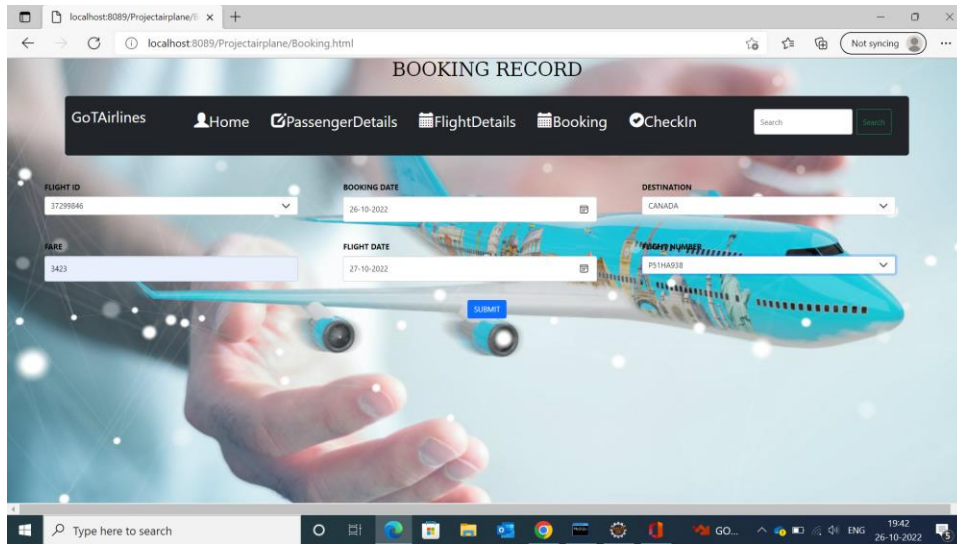 localhost:8089/Projectairplane/B
localhost:8089/Projectairplane/Booking.html
Not syncing
BOOKING RECORD
GoTAirlines Home PassengerDetails FlightDetails Booking CheckIn Search Search
FLIGHT ID BOOKING DATE DESTINATION
37299846 26-10-2022 CANADA
FARE FLIGHT DATE FLIGHT NUMBER
3423 27-10-2022 P51HA938
SUBMIT
Type here to search GO... ENG 19:42
26-10-2022 5